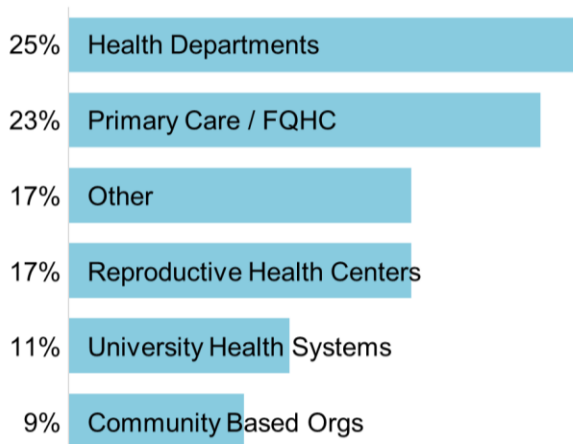 25% Health Departments
23% Primary Care / FQHC
17% Other
17% Reproductive Health Centers
11% University Health Systems
9% Community Based Orgs